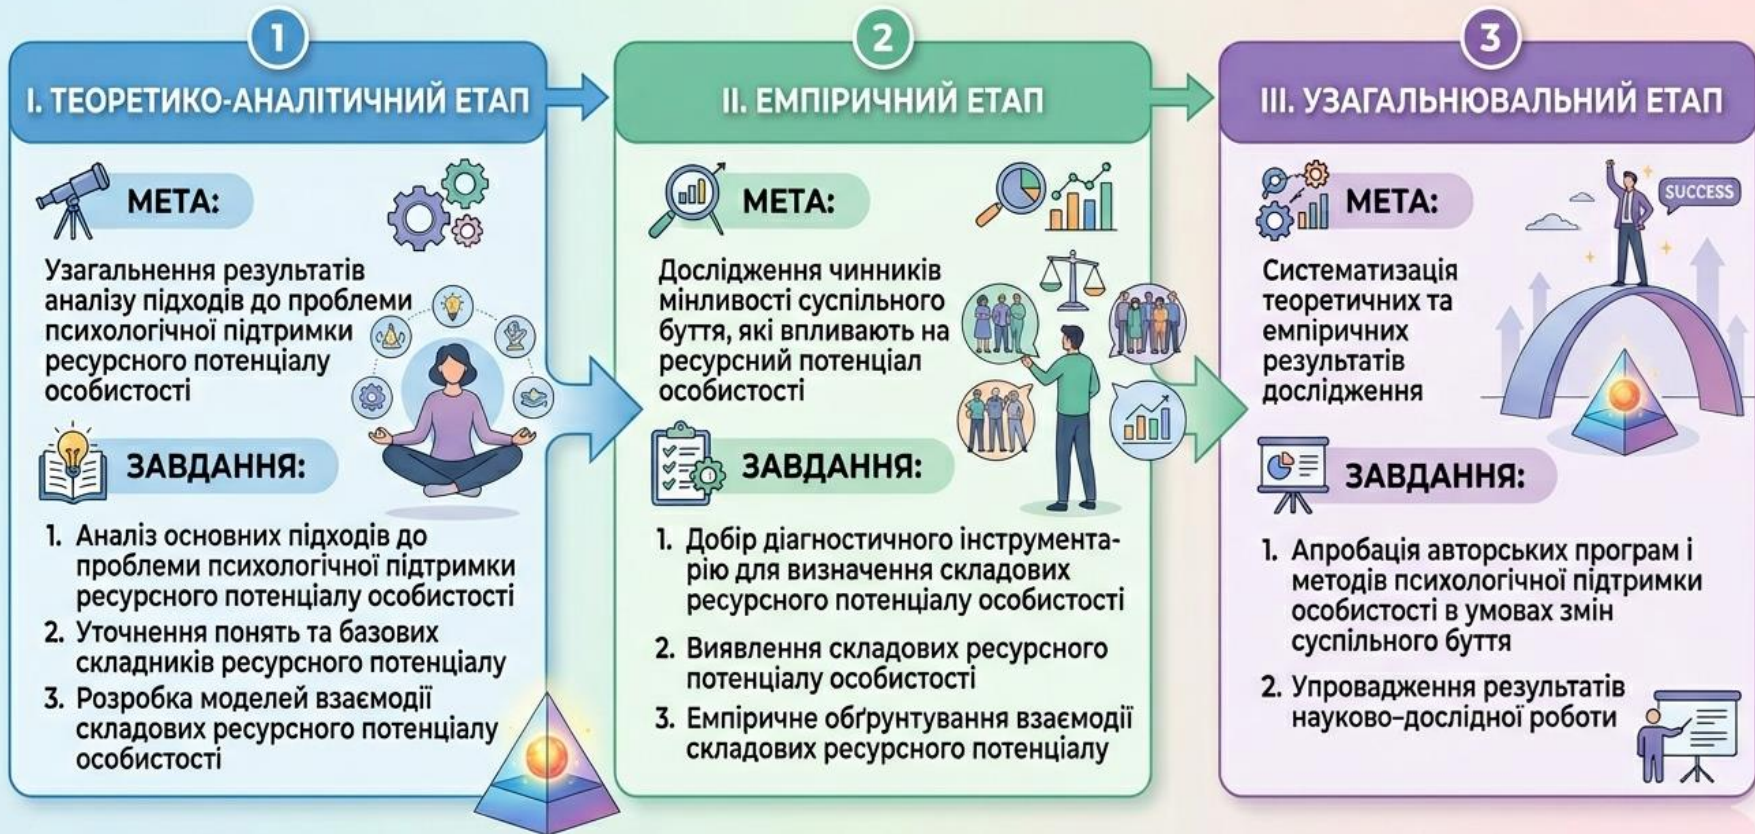 1
I. ТЕОРЕТИКО-АНАЛІТИЧНИЙ ЕТАП
МЕТА:
Узагальнення результатів
аналізу підходів до проблеми
психологічної підтримки
ресурсного потенціалу
особистості
ЗАВДАННЯ:
1. Аналіз основних підходів до
проблеми психологічної підтримки
ресурсного потенціалу особистості
2. Уточнення понять та базових
складників ресурсного потенціалу
3. Розробка моделей взаємодії
складових ресурсного потенціалу
особистості
2
II. ЕМПІРИЧНИЙ ЕТАП
МЕТА:
Дослідження чинників
мінливості суспільного
буття, які впливають на
ресурсний потенціал
особистості
ЗАВДАННЯ:
1. Добір діагностичного інструмента-
рію для визначення складових
ресурсного потенціалу особистості
2. Виявлення складових ресурсного
потенціалу особистості
3. Емпіричне обґрунтування взаємодії
складових ресурсного потенціалу
3
III. УЗАГАЛЬНЮВАЛЬНИЙ ЕТАП
МЕТА:
SUCCESS
Систематизація
теоретичних та
емпіричних
результатів
дослідження
ЗАВДАННЯ:
1. Апробація авторських програм і
методів психологічної підтримки
особистості в умовах змін
суспільного буття
2. Упровадження результатів
науково-дослідної роботи